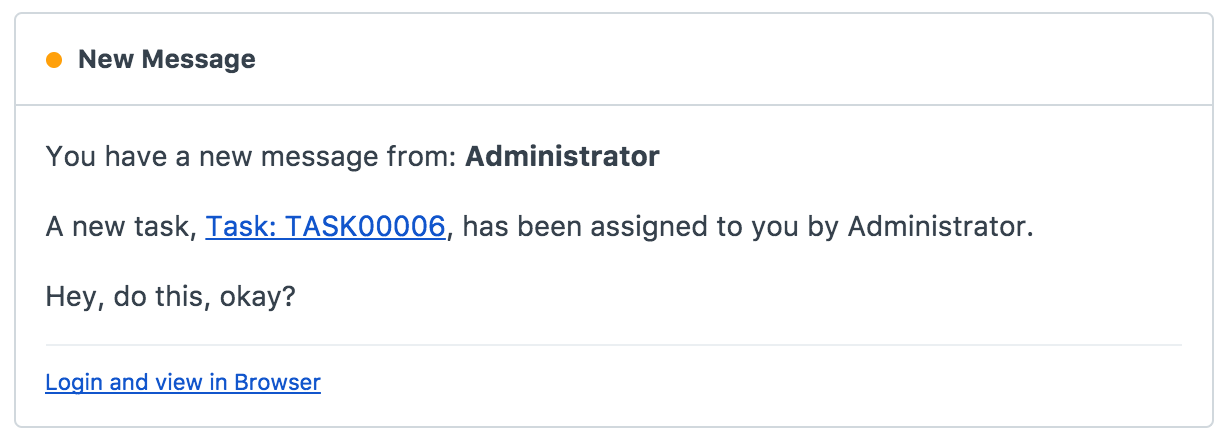 New Message
You have a new message from: Administrator
A new task, Task: TASK00006, has been assigned to you by Administrator.
Hey, do this, okay?
Login and view in Browser